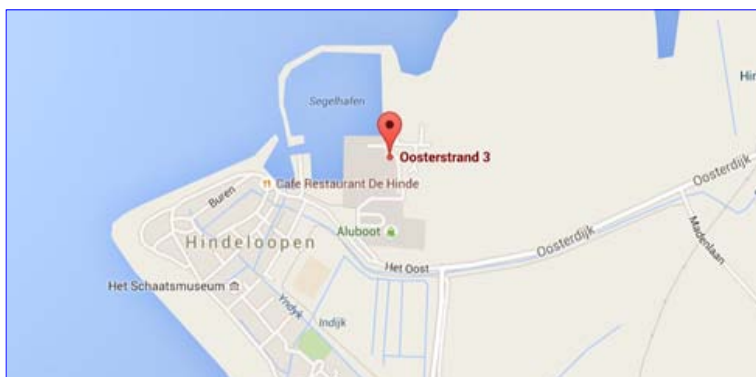 Segelhafen
Hin
Oosterstrand 3
Oosterdijk
Cafe Restaurant De Hinde
Buren
Madenlaan
Aluboot
Oosterdijk
Hindeloopen
Het Oost
Het Schaatsmuseum
Yndyk
Indijk